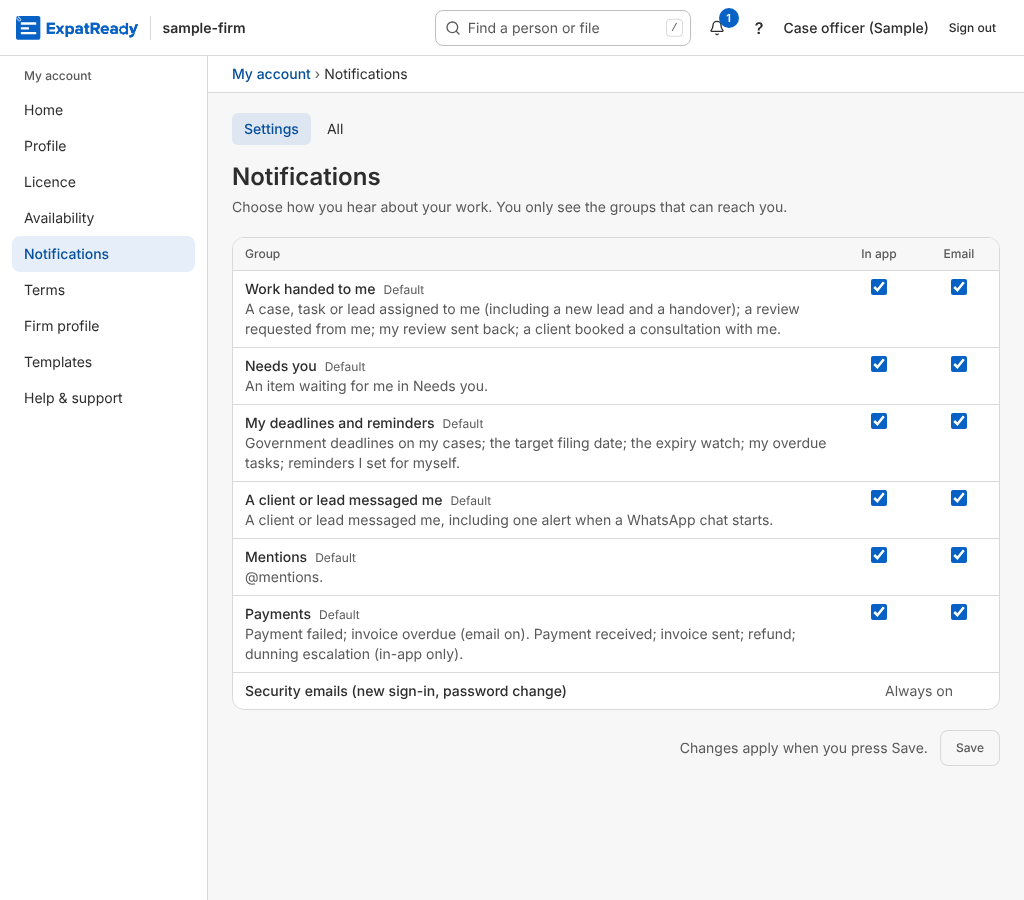 ExpatReady
sample-firm
Find a person or file
/
1
?
Case officer (Sample)
Sign out
My account
Home
Profile
Licence
Availability
Notifications
Terms
Firm profile
Templates
Help & support
My account › Notifications
Settings
All
Notifications
Choose how you hear about your work. You only see the groups that can reach you.
Group
In app
Email
Work handed to me Default
A case, task or lead assigned to me (including a new lead and a handover); a review
requested from me; my review sent back; a client booked a consultation with me.
Needs you Default
An item waiting for me in Needs you.
My deadlines and reminders Default
Government deadlines on my cases; the target filing date; the expiry watch; my overdue
tasks; reminders I set for myself.
A client or lead messaged me Default
A client or lead messaged me, including one alert when a WhatsApp chat starts.
Mentions Default
@mentions.
Payments Default
Payment failed; invoice overdue (email on). Payment received; invoice sent; refund;
dunning escalation (in-app only).
Security emails (new sign-in, password change)
Always on
Changes apply when you press Save.
Save